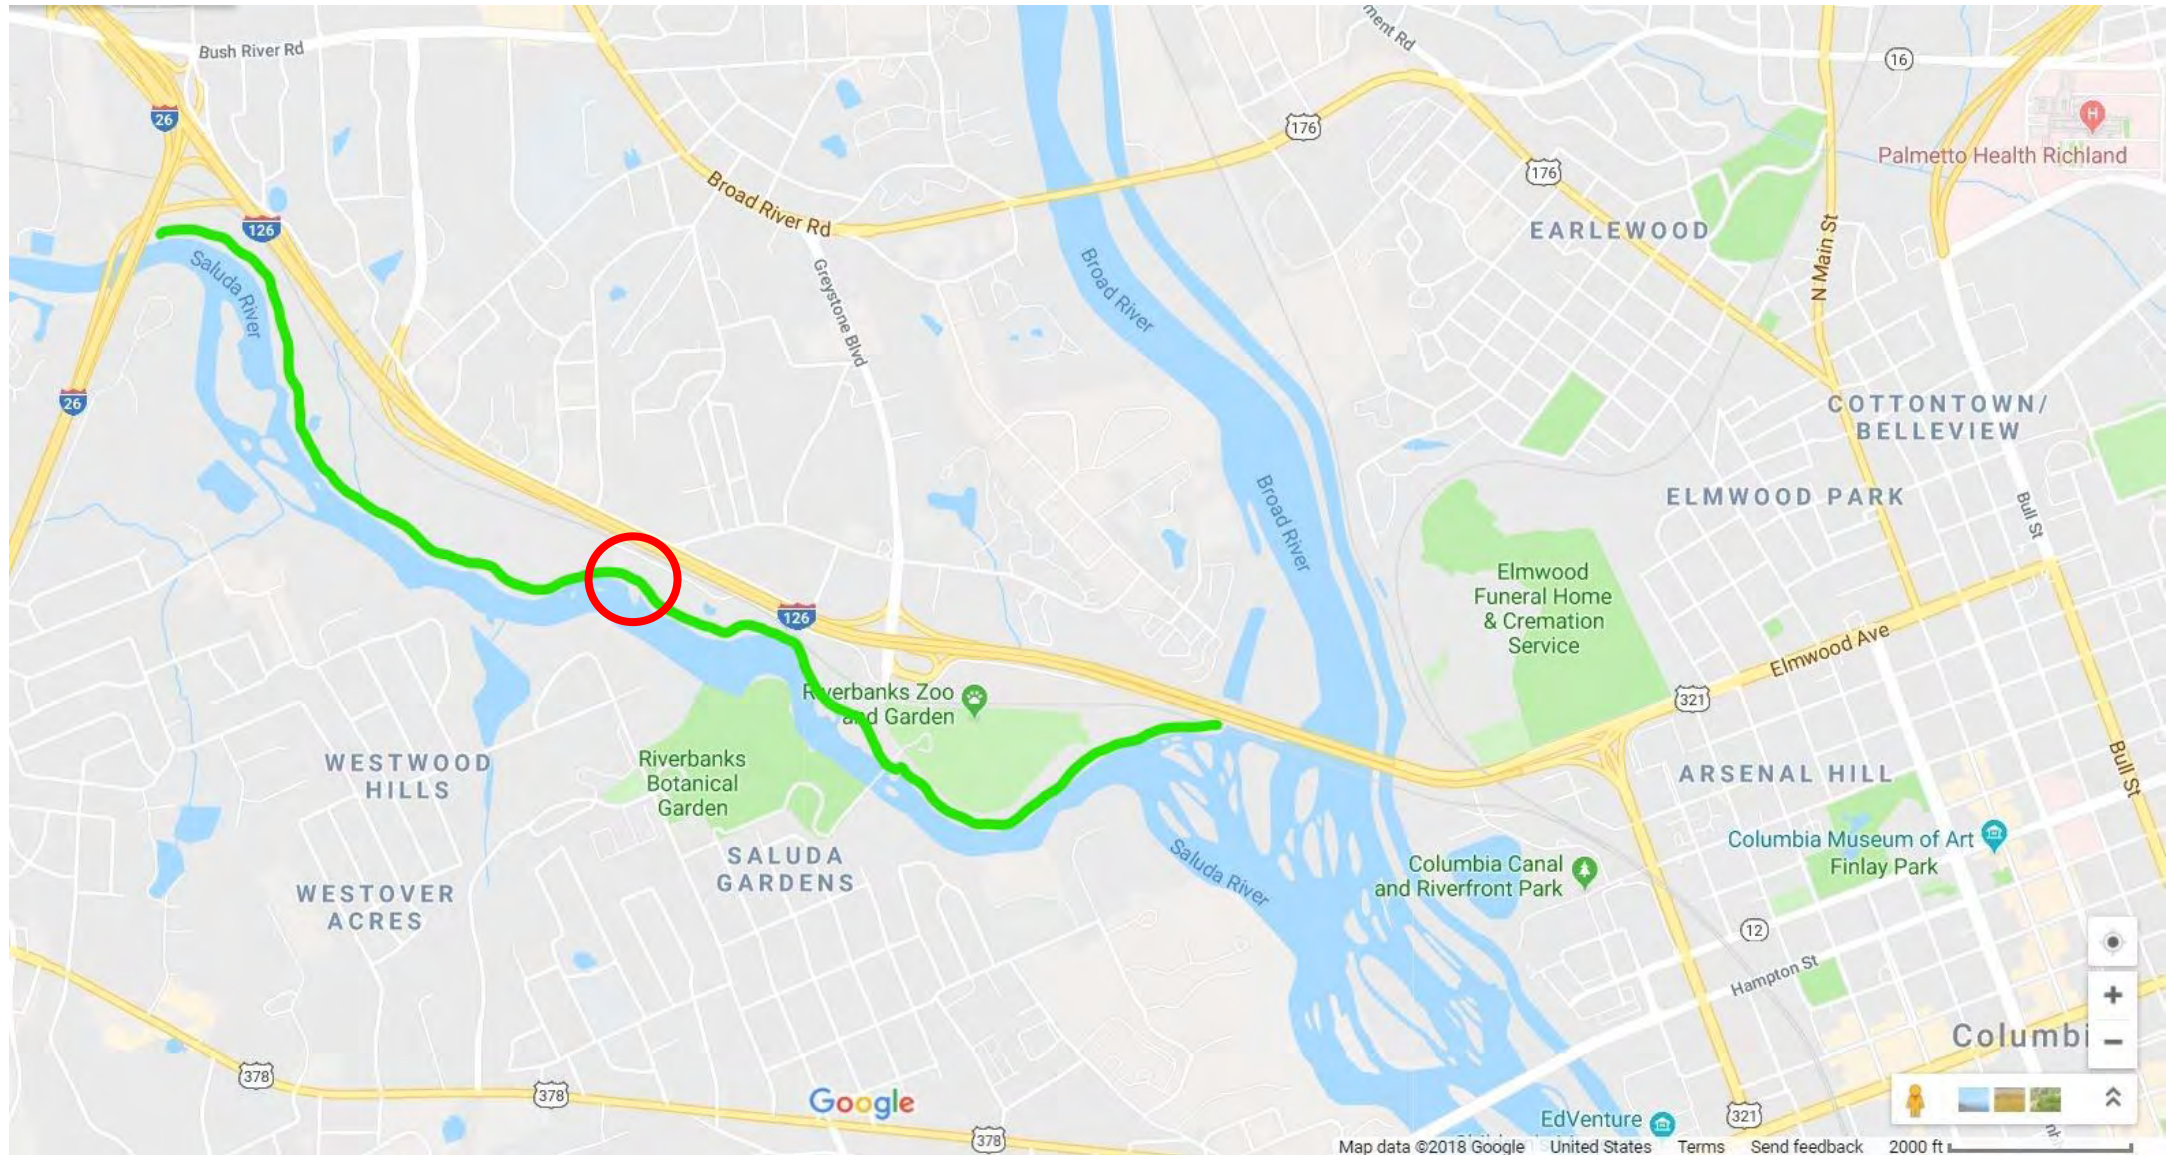 Bush River Rd
ment Rd
16
26
176
H
Palmetto Health Richland
176
Broad River Rd
126
EARLEWOOD
N Main St
Saluda River
Broad River
Greystone Blvd
26
COTTONTOWN/
BELLEVIEW
ELMWOOD PARK
Bull St
Broad River
Elmwood
Funeral Home
& Cremation
Service
126
Elmwood Ave
Riverbanks Zoo
and Garden
321
Riverbanks
Botanical
Garden
WESTWOOD
HILLS
ARSENAL HILL
Bull St
SALUDA
GARDENS
Saluda River
Columbia Museum of Art
Finlay Park
Columbia Canal
and Riverfront Park
WESTOVER
ACRES
12
Hampton St
Columbi
378
378
Google
378
EdVenture
321
Map data ©2018 Google United States Terms Send feedback 2000 ft